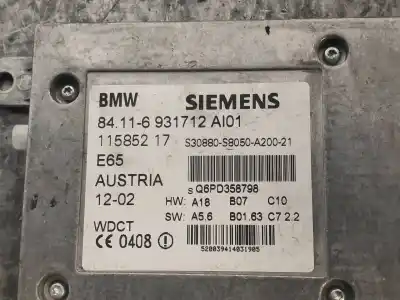 BMW SIEMENS
84.11-6 931712 AI01
115852 17 S30880-S8050-A200-21
E65
AUSTRIA S Q6PD358798
12-02 HW: A18 B07 C10
SW: A5,6 B01.63 C7 2.2
WDCT
CE 0408 520039414031905